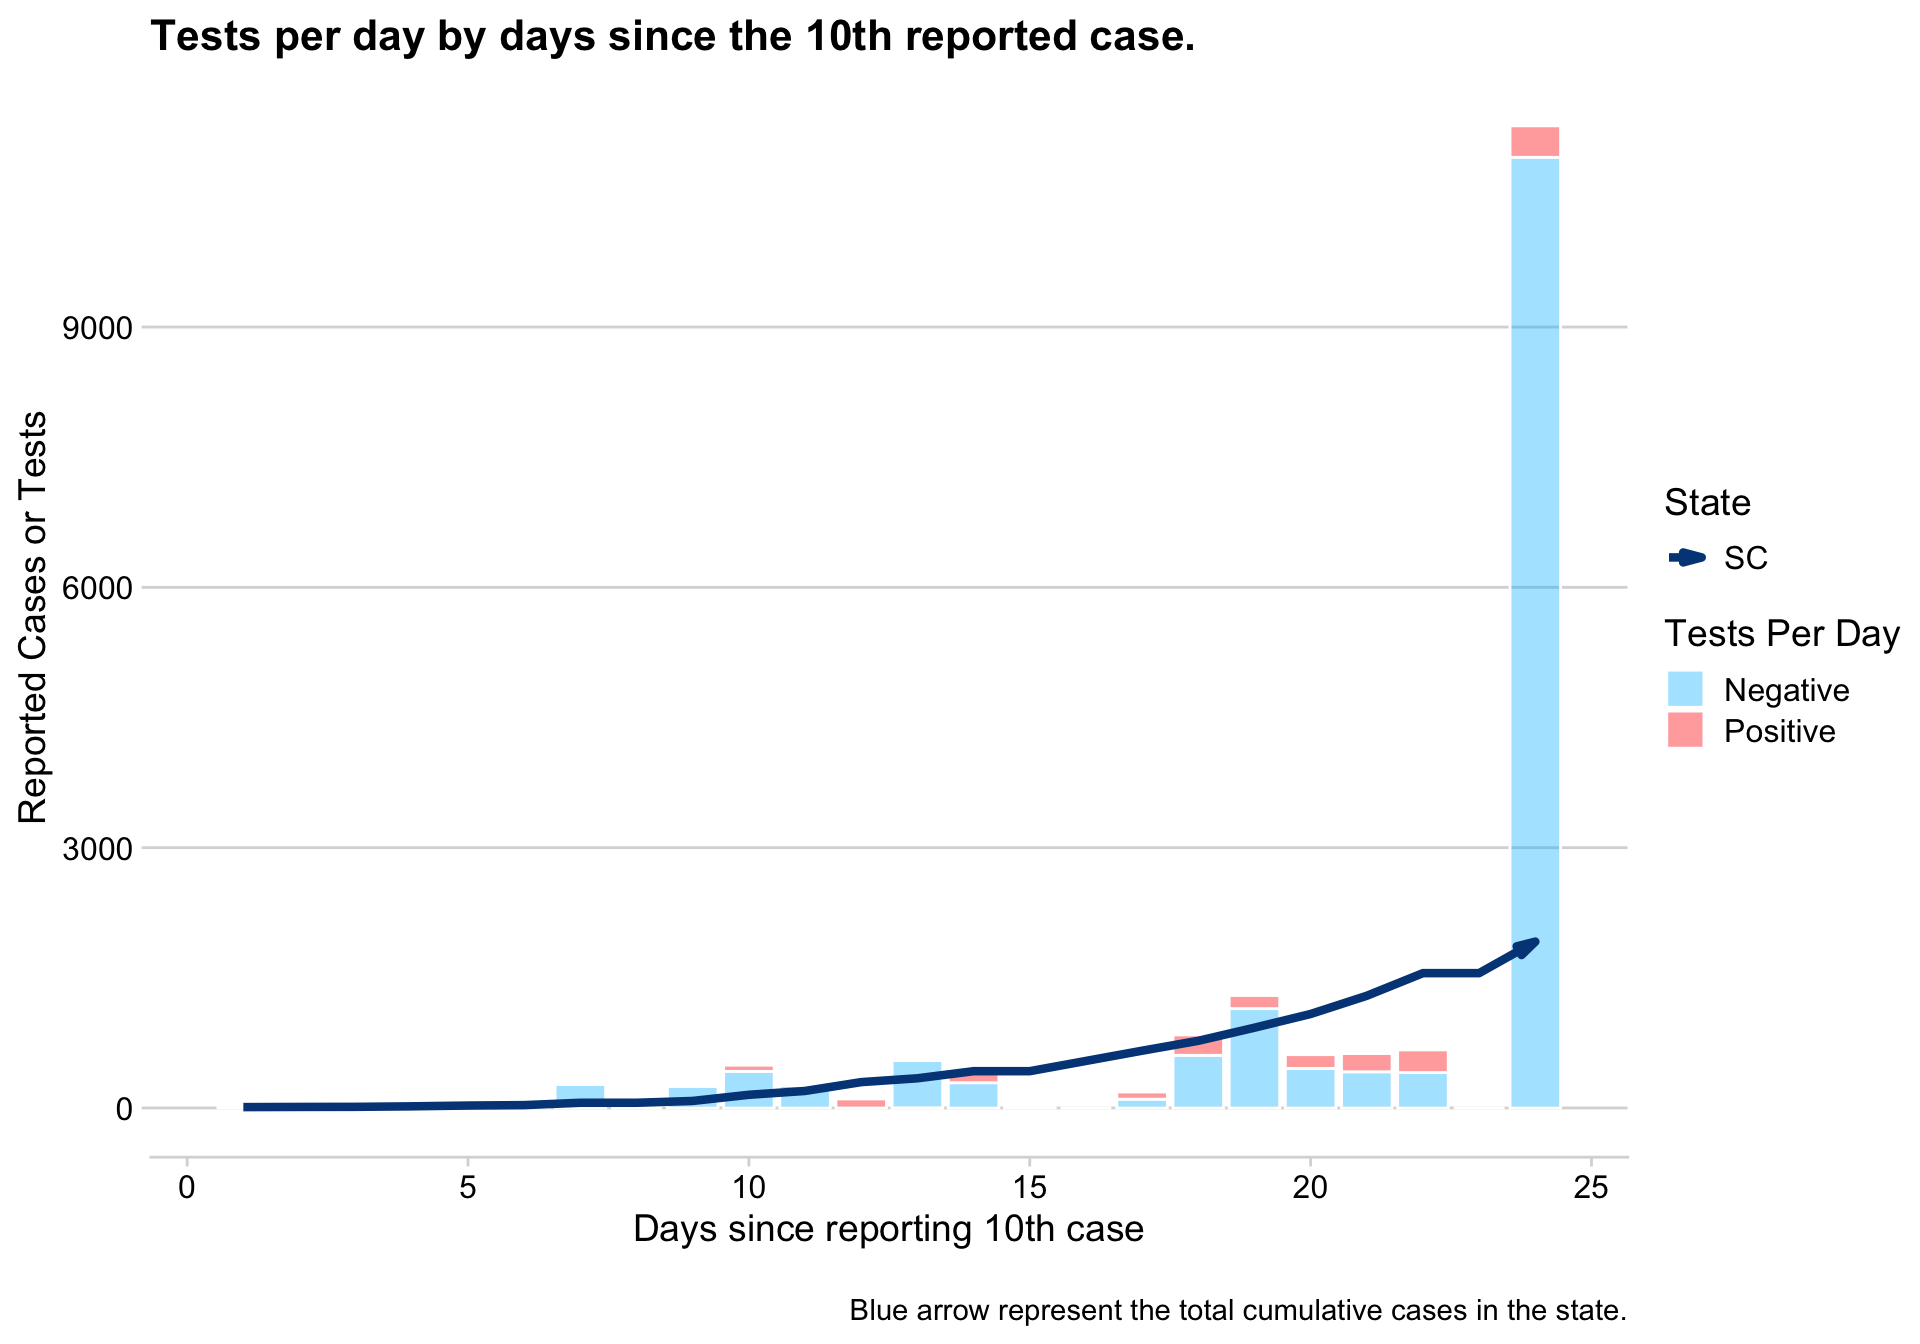 Tests per day by days since the 10th reported case.
Reported Cases or Tests
9000
6000
3000
0
0 5 10 15 20 25
Days since reporting 10th case
State
SC
Tests Per Day
Negative
Positive
Blue arrow represent the total cumulative cases in the state.